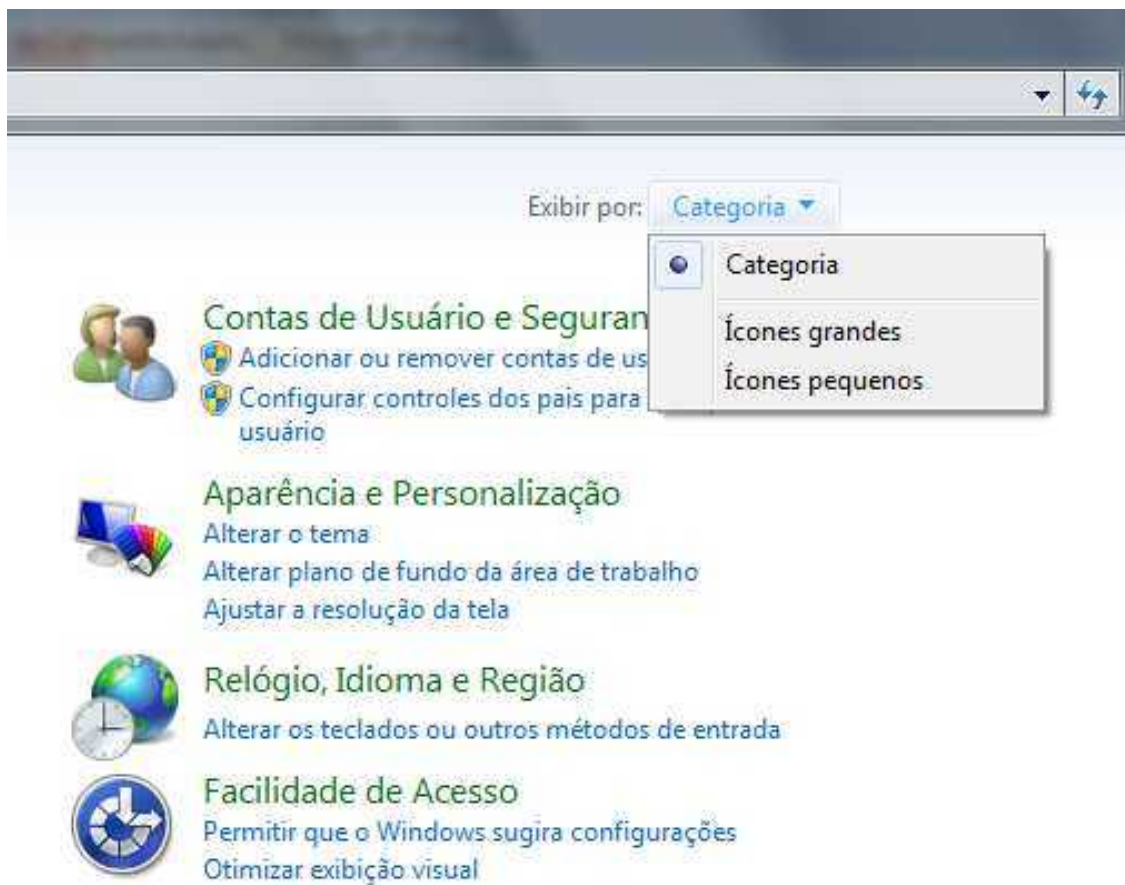 Exibir por: Categoria
Categoria
Ícones grandes
Ícones pequenos
Contas de Usuário e Seguran
Adicionar ou remover contas de us
Configurar controles dos pais para
usuário
Aparência e Personalização
Alterar o tema
Alterar plano de fundo da área de trabalho
Ajustar a resolução da tela
Relógio, Idioma e Região
Alterar os teclados ou outros métodos de entrada
Facilidade de Acesso
Permitir que o Windows sugira configurações
Otimizar exibição visual